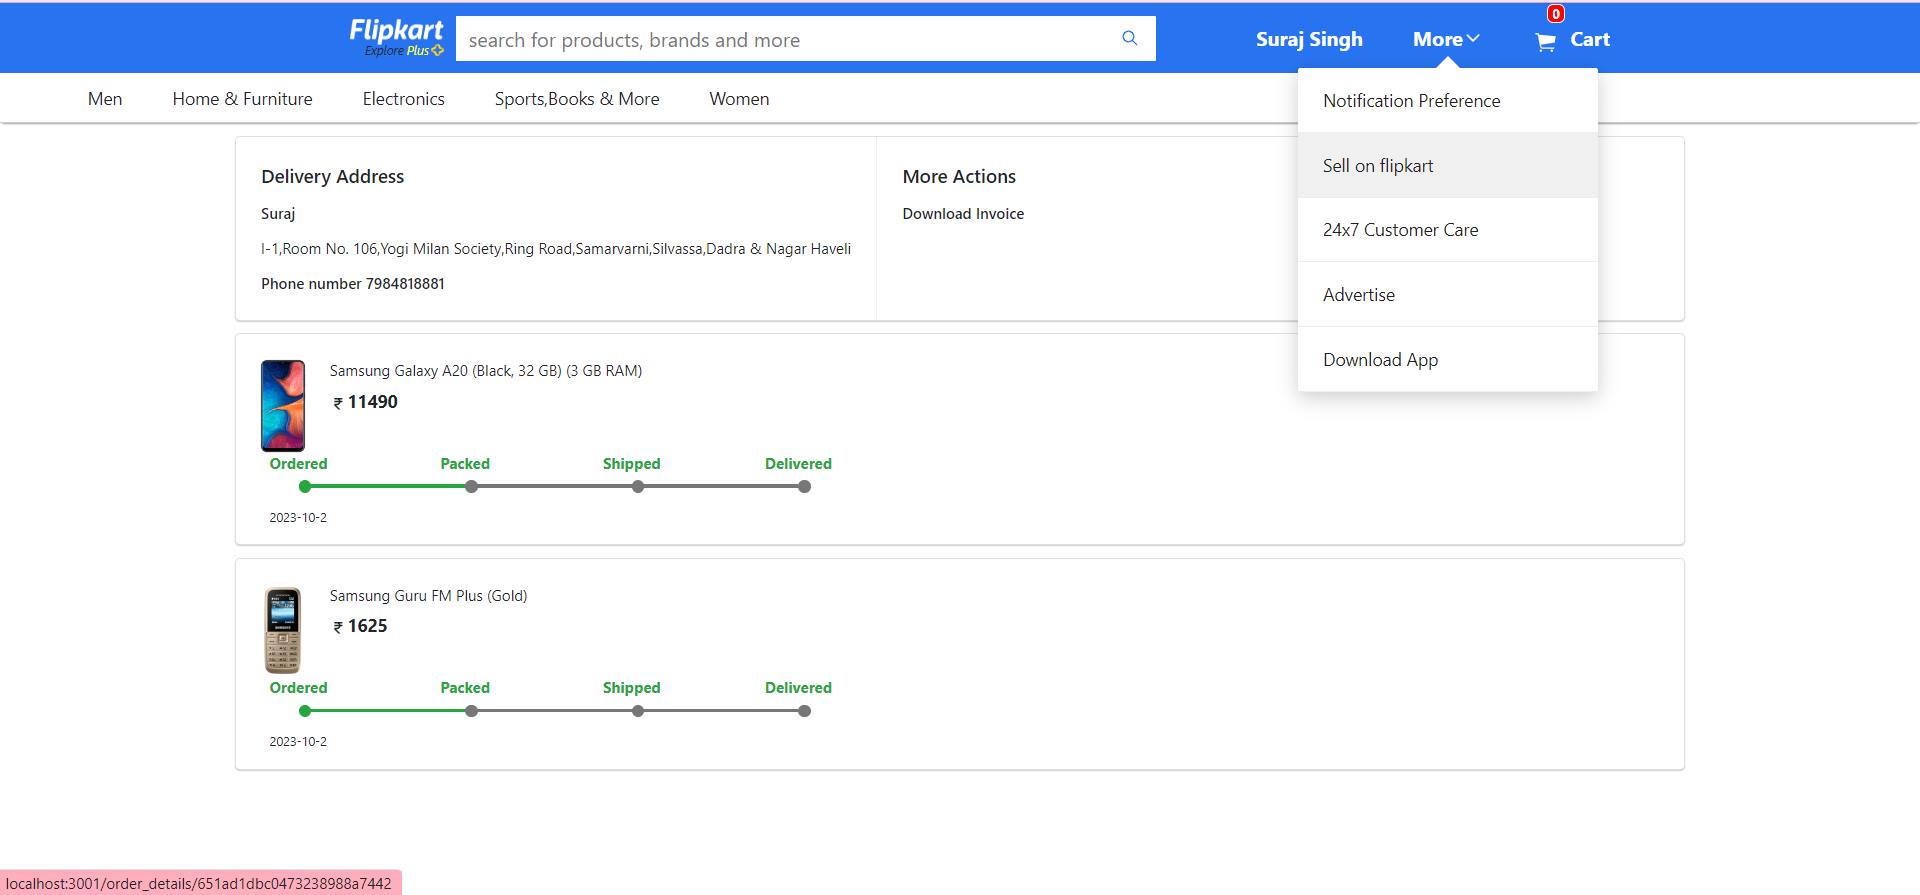 Flipkart
Explore Plus
search for products, brands and more
Suraj Singh
More
0
Cart
Men
Home & Furniture
Electronics
Sports,Books & More
Women
Notification Preference
Sell on flipkart
24x7 Customer Care
Advertise
Download App
Delivery Address
Suraj
I-1,Room No. 106,Yogi Milan Society,Ring Road,Samarvarni,Silvassa,Dadra & Nagar Haveli
Phone number 7984818881
More Actions
Download Invoice
Samsung Galaxy A20 (Black, 32 GB) (3 GB RAM)
₹ 11490
Ordered
Packed
Shipped
Delivered
2023-10-2
Samsung Guru FM Plus (Gold)
₹ 1625
Ordered
Packed
Shipped
Delivered
2023-10-2
localhost:3001/order_details/651ad1dbc0473238988a7442